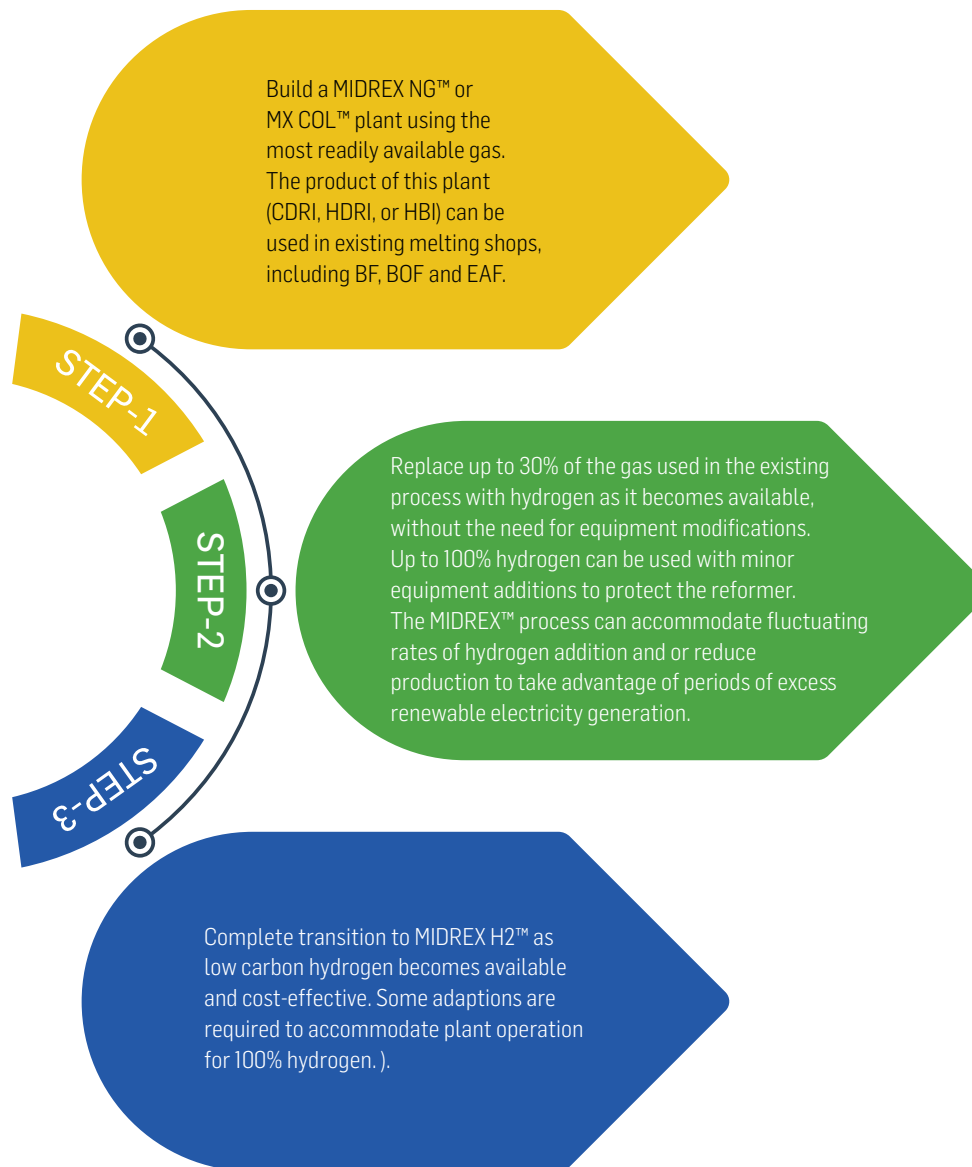 Build a MIDREX NG™ or
MX COL™ plant using the
most readily available gas.
The product of this plant
(CDRI, HDRI, or HBI) can be
used in existing melting shops,
including BF, BOF and EAF.
STEP-1
Replace up to 30% of the gas used in the existing
process with hydrogen as it becomes available,
without the need for equipment modifications.
Up to 100% hydrogen can be used with minor
equipment additions to protect the reformer.
The MIDREX™ process can accommodate fluctuating
rates of hydrogen addition and or reduce
production to take advantage of periods of excess
renewable electricity generation.
STEP-2
STEP-3
Complete transition to MIDREX H2™ as
low carbon hydrogen becomes available
and cost-effective. Some adaptions are
required to accommodate plant operation
for 100% hydrogen. ).